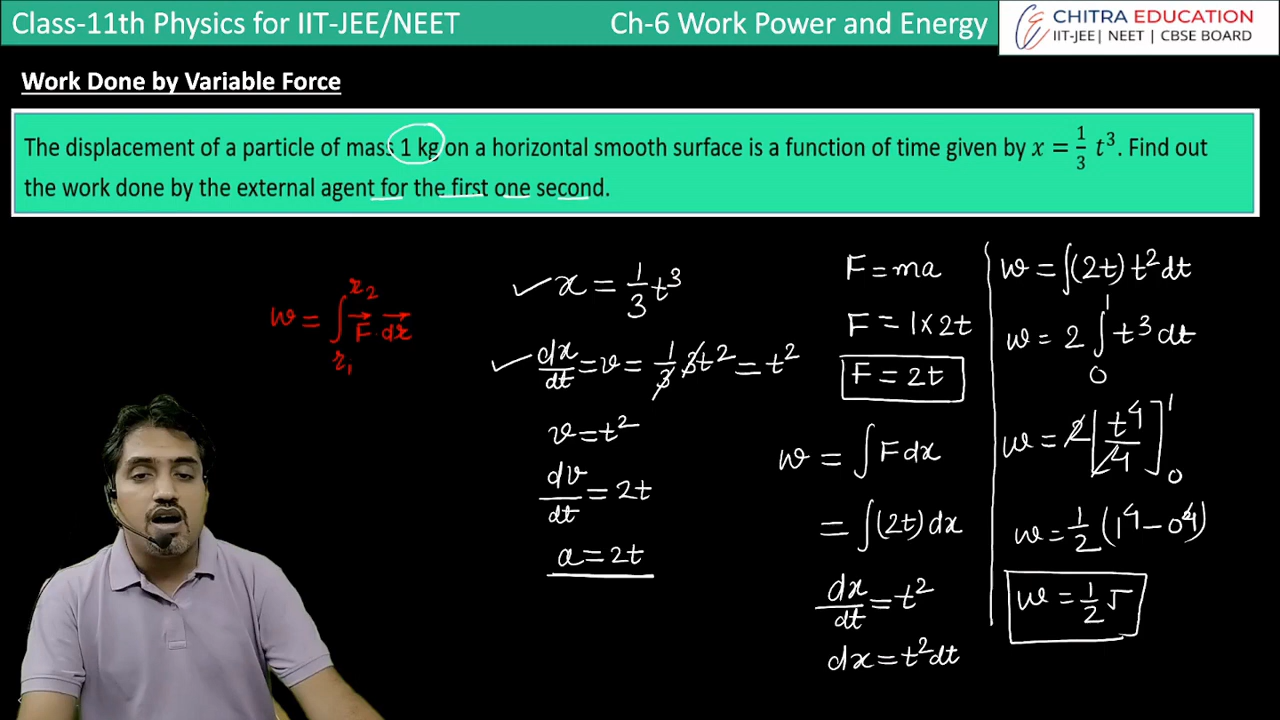 Class-11th Physics for IIT-JEE/NEET
Ch-6 Work Power and Energy
CHITRA EDUCATION
IIT-JEE| NEET | CBSE BOARD
Work Done by Variable Force
The displacement of a particle of mass 1 kg on a horizontal smooth surface is a function of time given by x = 1/3 t³. Find out
the work done by the external agent for the first one second.
W = ∫_{r₁}^{r₂} F⃗ . dr⃗
✓ x = 1/3 t³
✓ dx/dt = v = 1/3 3t² = t²
v = t²
dv/dt = 2t
a = 2t
F = ma
F = 1 × 2t
F = 2t
W = ∫ F dx
= ∫ (2t) dx
dx/dt = t²
dx = t² dt
W = ∫ (2t) t² dt
W = 2 ∫₀¹ t³ dt
W = 2 [t⁴/4]₀¹
W = 1/2 (1⁴ − 0⁴)
W = 1/2 J